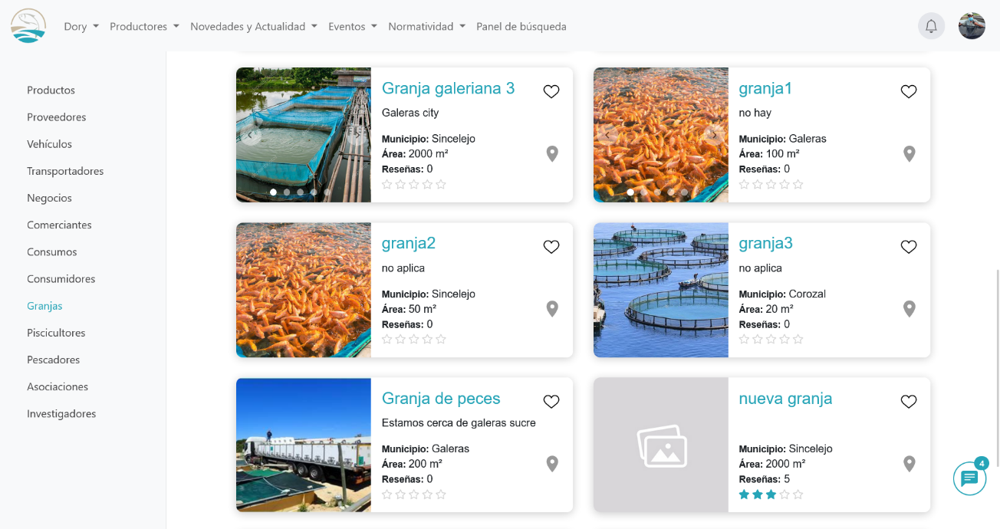 Dory
Productores
Novedades y Actualidad
Eventos
Normatividad
Panel de búsqueda
Productos
Proveedores
Vehículos
Transportadores
Negocios
Comerciantes
Consumos
Consumidores
Granjas
Piscicultores
Pescadores
Asociaciones
Investigadores
Granja galeriana 3
Galeras city
Municipio: Sincelejo
Área: 2000 m²
Reseñas: 0
granja1
no hay
Municipio: Galeras
Área: 100 m²
Reseñas: 0
granja2
no aplica
Municipio: Sincelejo
Área: 50 m²
Reseñas: 0
granja3
no aplica
Municipio: Corozal
Área: 20 m²
Reseñas: 0
Granja de peces
Estamos cerca de galeras sucre
Municipio: Galeras
Área: 200 m²
Reseñas: 0
nueva granja
Municipio: Sincelejo
Área: 2000 m²
Reseñas: 5
4